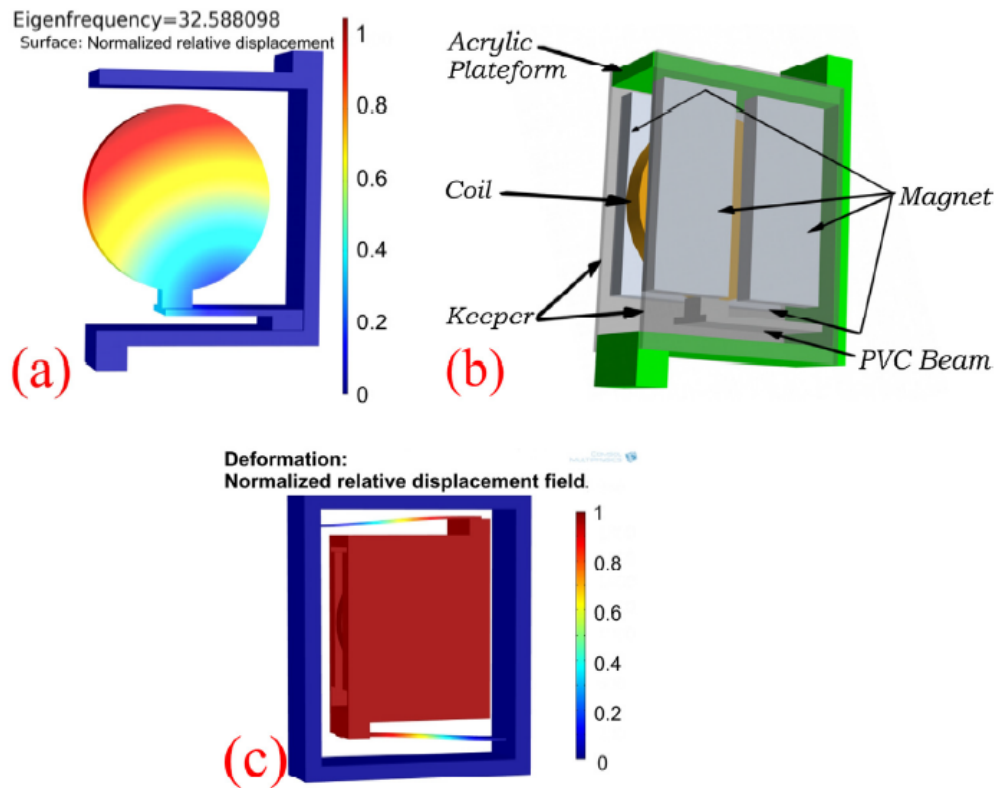 Eigenfrequency=32.588098
Surface: Normalized relative displacement
1
0.8
0.6
0.4
0.2
0
(a)
Acrylic
Plateform
Coil
Magnet
Keeper
PVC Beam
(b)
Deformation:
Normalized relative displacement field.
1
0.8
0.6
0.4
0.2
0
(c)